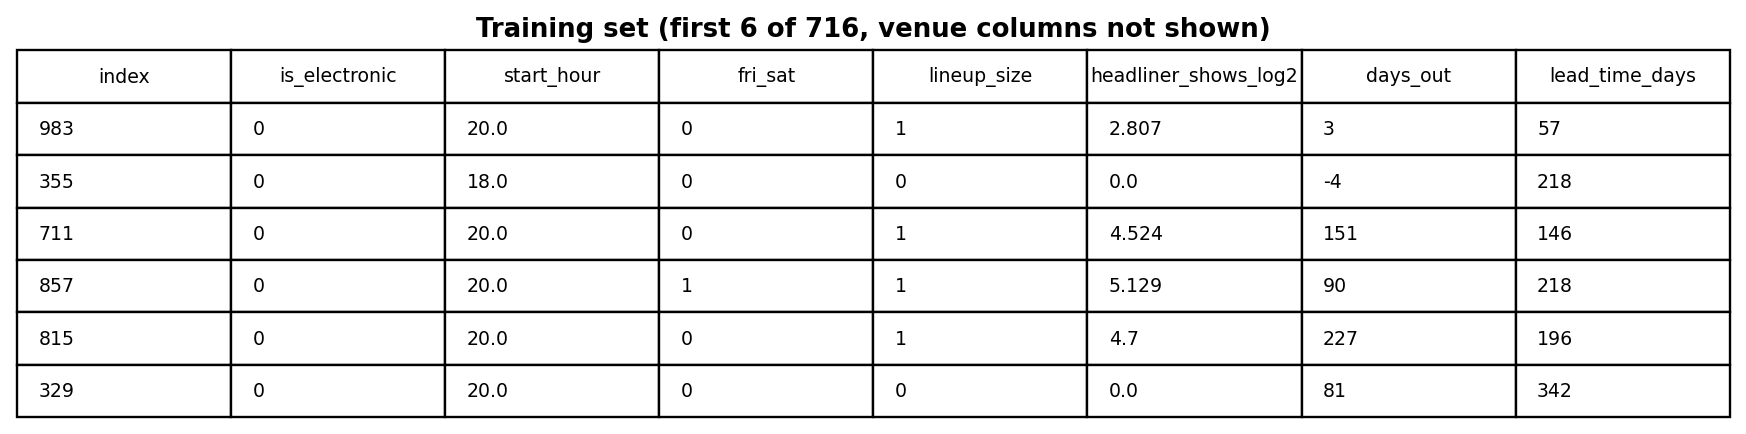 Training set (first 6 of 716, venue columns not shown)
index is_electronic start_hour fri_sat lineup_size headliner_shows_log2 days_out lead_time_days
983 0 20.0 0 1 2.807 3 57
355 0 18.0 0 0 0.0 -4 218
711 0 20.0 0 1 4.524 151 146
857 0 20.0 1 1 5.129 90 218
815 0 20.0 0 1 4.7 227 196
329 0 20.0 0 0 0.0 81 342